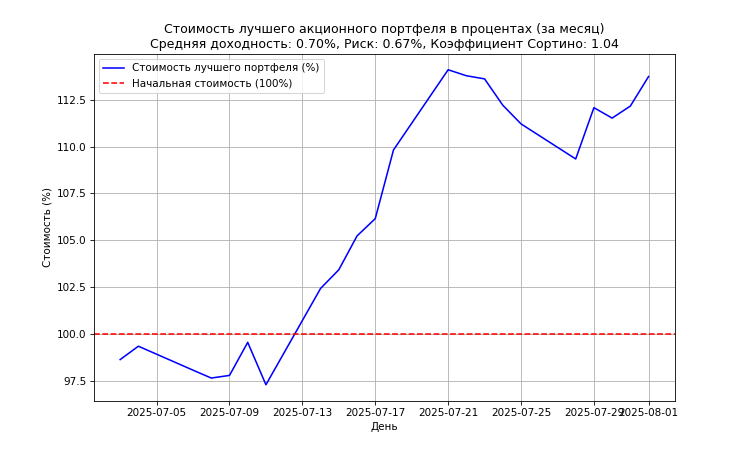 Стоимость лучшего акционного портфеля в процентах (за месяц)
Средняя доходность: 0.70%, Риск: 0.67%, Коэффициент Сортино: 1.04
Стоимость лучшего портфеля (%)
Начальная стоимость (100%)
Стоимость (%)
112.5
110.0
107.5
105.0
102.5
100.0
97.5
2025-07-05 2025-07-09 2025-07-13 2025-07-17 2025-07-21 2025-07-25 2025-07-29 2025-08-01
День